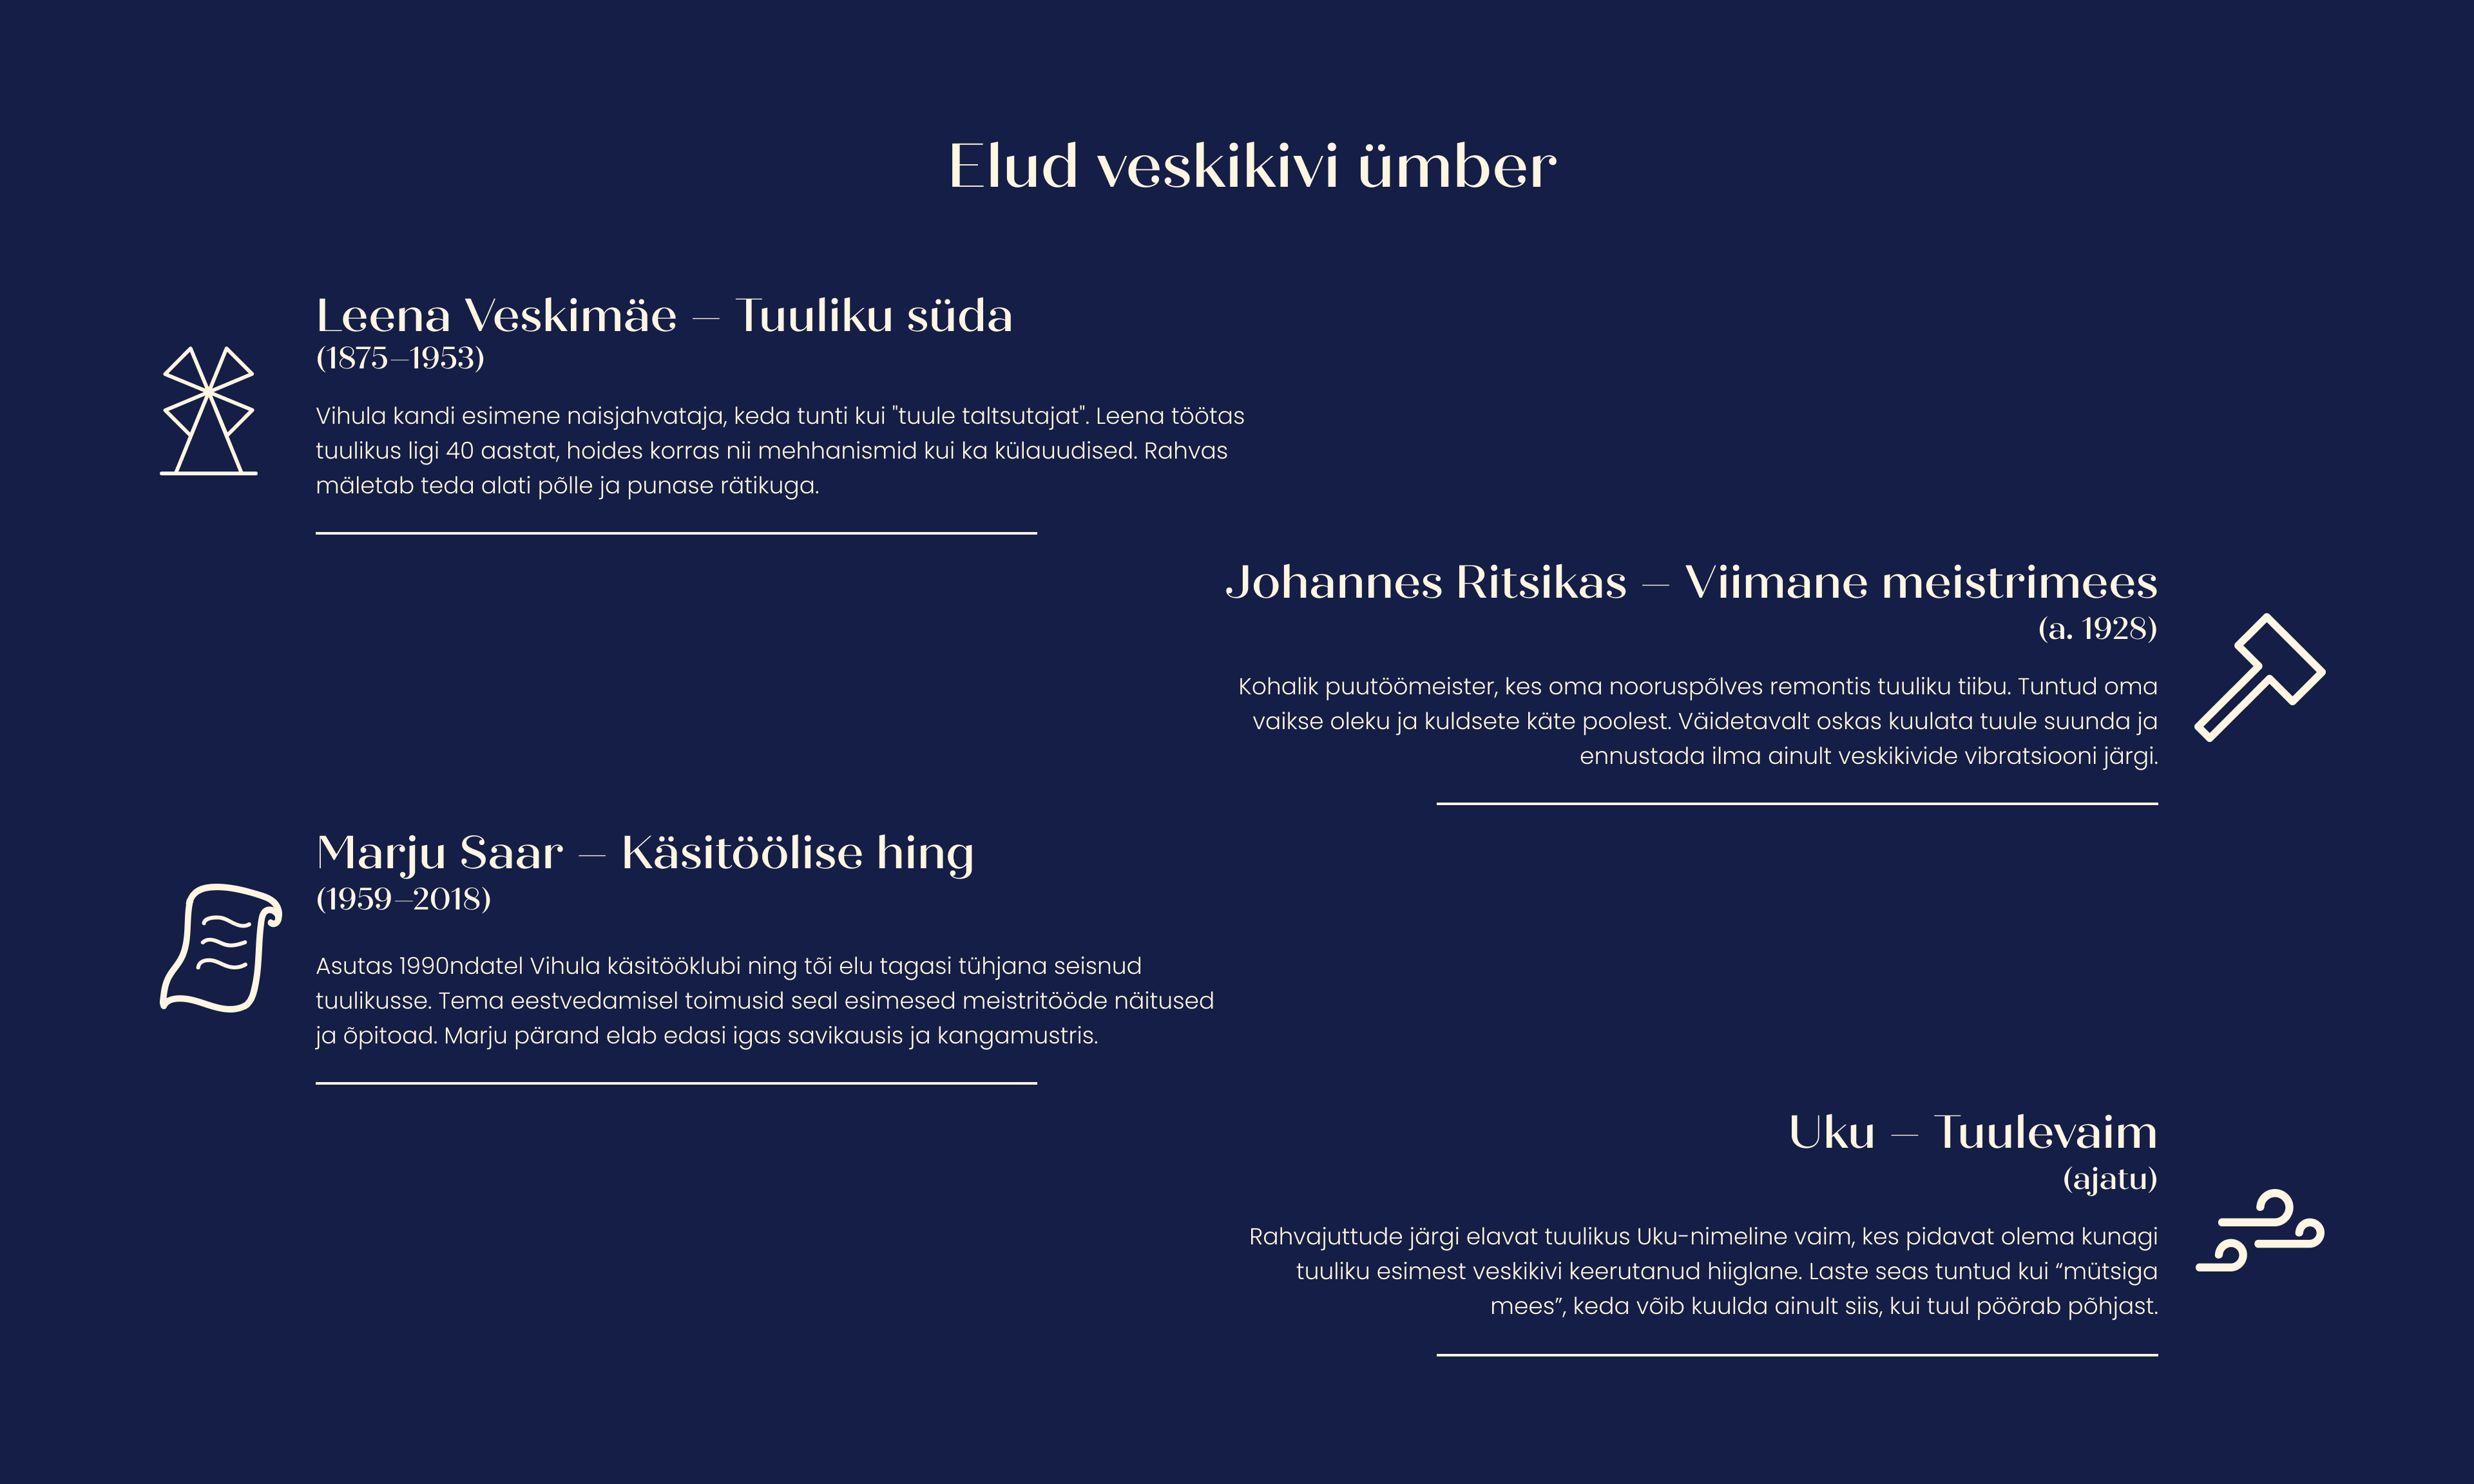 Elud veskikivi ümber
Leena Veskimäe – Tuuliku süda
(1875–1953)
Vihula kandi esimene naisjahvataja, keda tunti kui "tuule taltsutajat". Leena töötas
tuulikus ligi 40 aastat, hoides korras nii mehhanismid kui ka külauudised. Rahvas
mäletab teda alati põlle ja punase rätikuga.
Johannes Ritsikas – Viimane meistrimees
(a. 1928)
Kohalik puutöömeister, kes oma nooruspõlves remontis tuuliku tiibu. Tuntud oma
vaikse oleku ja kuldsete käte poolest. Väidetavalt oskas kuulata tuule suunda ja
ennustada ilma ainult veskikivide vibratsiooni järgi.
Marju Saar – Käsitöölise hing
(1959–2018)
Asutas 1990ndatel Vihula käsitööklubi ning tõi elu tagasi tühjana seisnud
tuulikusse. Tema eestvedamisel toimusid seal esimesed meistritööde näitused
ja õpitoad. Marju pärand elab edasi igas savikausis ja kangamustris.
Uku – Tuulevaim
(ajatu)
Rahvajuttude järgi elavat tuulikus Uku-nimeline vaim, kes pidavat olema kunagi
tuuliku esimest veskikivi keerutanud hiiglane. Laste seas tuntud kui “mütsiga
mees”, keda võib kuulda ainult siis, kui tuul pöörab põhjast.